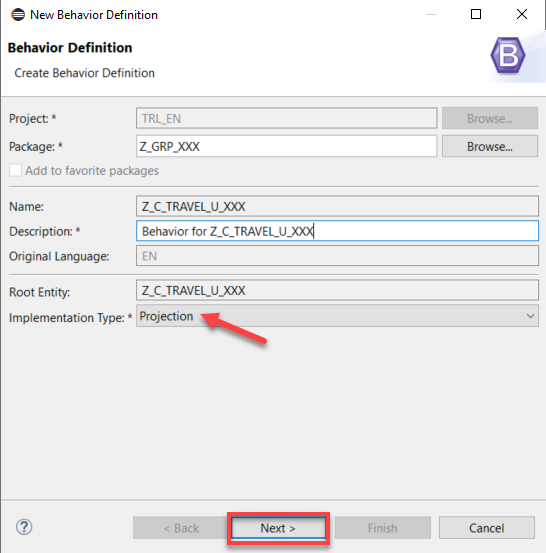 New Behavior Definition
Behavior Definition
Create Behavior Definition
B
Project: * TRL_EN Browse...
Package: * Z_GRP_XXX Browse...
Add to favorite packages
Name: Z_C_TRAVEL_U_XXX
Description: * Behavior for Z_C_TRAVEL_U_XXX
Original Language: EN
Root Entity: Z_C_TRAVEL_U_XXX
Implementation Type: * Projection
? < Back Next > Finish Cancel